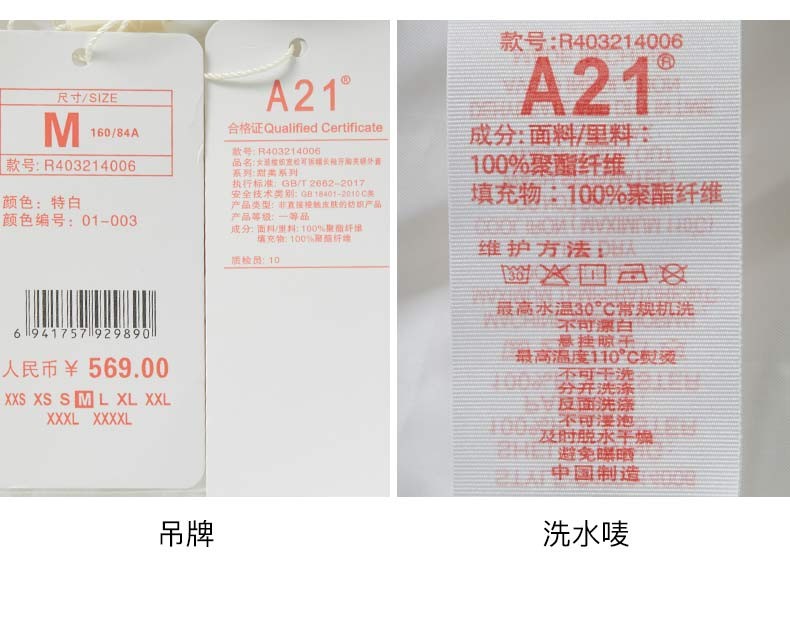 尺寸/SIZE
M 160/84A
款号: R403214006
颜色: 特白
颜色编号: 01-003
6 941757 929890
人民币¥ 569.00
XXS XS S M L XL XXL
XXXL XXXXL
A21®
合格证Qualified Certificate
款号: R403214006
系列: 甜美系列
执行标准: GB/T 2662-2017
安全技术类别: GB 18401-2010 C类
产品类型: 非直接接触皮肤的纺织产品
产品等级: 一等品
成分: 面料/里料: 100%聚酯纤维
填充物: 100%聚酯纤维
质检员: 10
款号:R403214006
A21®
成分:面料/里料:
100%聚酯纤维
填充物:100%聚酯纤维
维护方法:
最高水温30°C常规机洗
不可漂白
悬挂晾干
最高温度110°C熨烫
不可干洗
分开洗涤
反面洗涤
不可浸泡
及时脱水干燥
避免曝晒
中国制造
吊牌
洗水唛